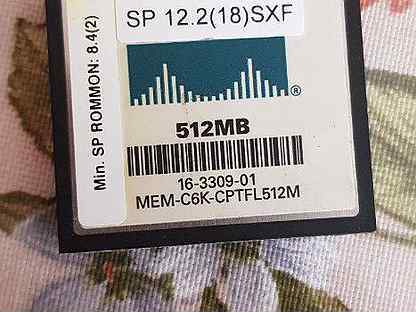 SP 12.2(18)SXF
Min. SP ROMMON: 8.4(2)
®
512MB
16-3309-01
MEM-C6K-CPTFL512M